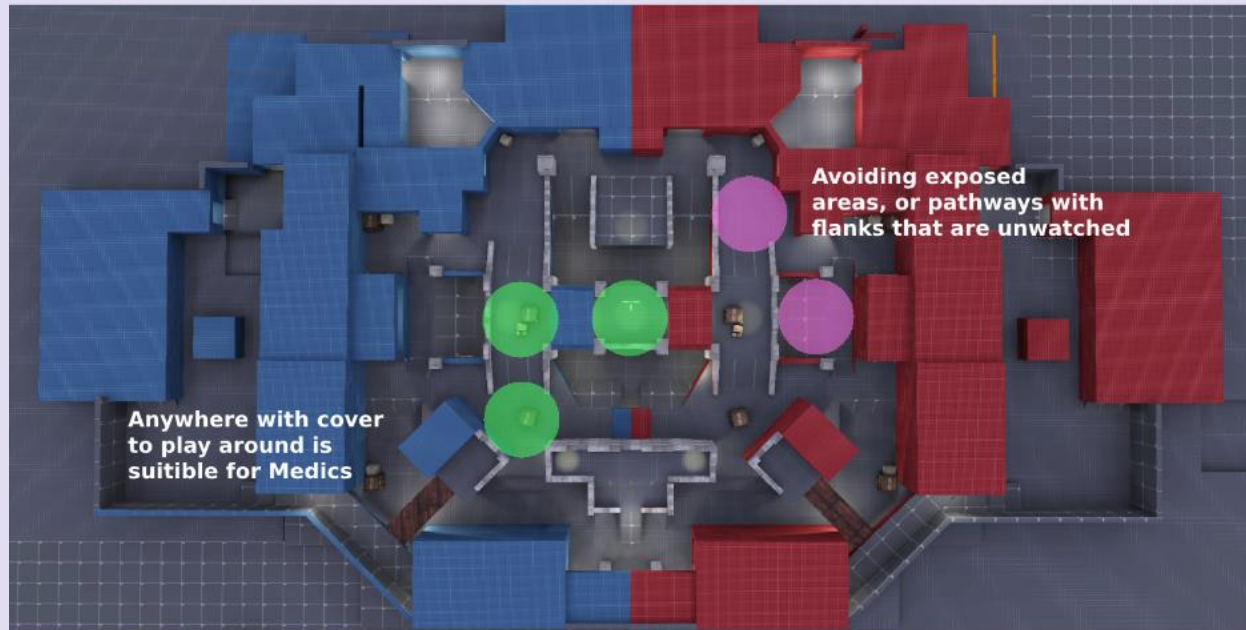 Avoiding exposed
areas, or pathways with
flanks that are unwatched
Anywhere with cover
to play around is
suitible for Medics